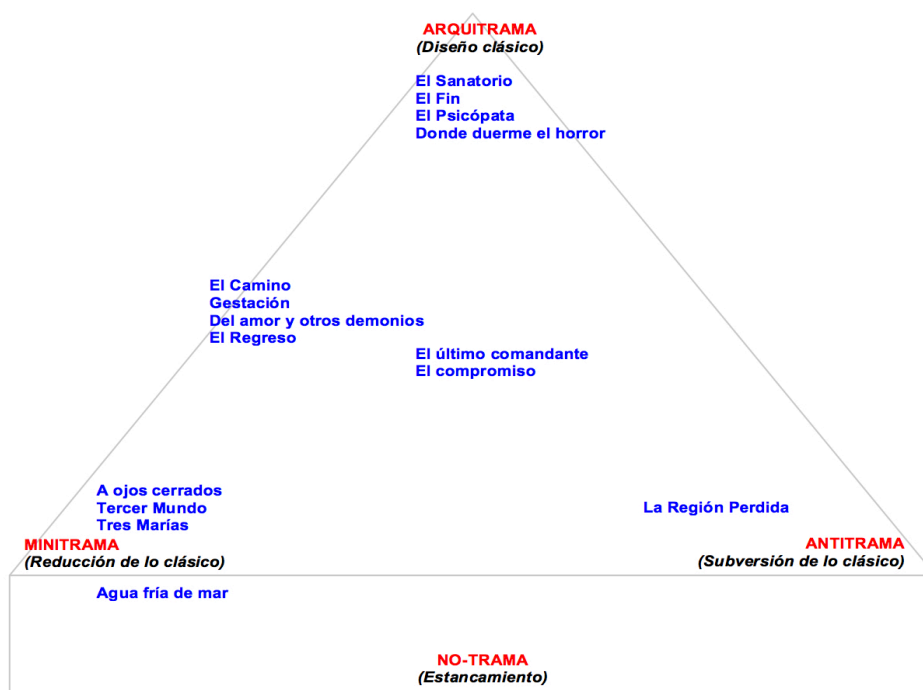 ARQUITRAMA
(Diseño clásico)
El Sanatorio
El Fin
El Psicópata
Donde duerme el horror
El Camino
Gestación
Del amor y otros demonios
El Regreso
El último comandante
El compromiso
A ojos cerrados
Tercer Mundo
Tres Marías
La Región Perdida
MINITRAMA
(Reducción de lo clásico)
ANTITRAMA
(Subversión de lo clásico)
Agua fría de mar
NO-TRAMA
(Estancamiento)